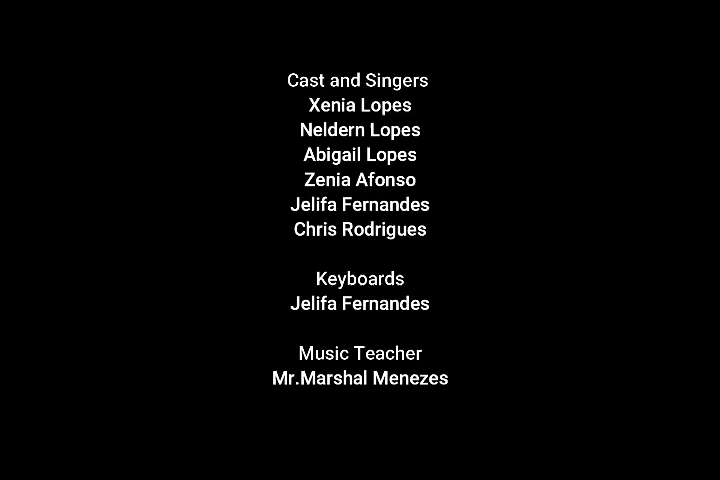 Cast and Singers
Xenia Lopes
Neldern Lopes
Abigail Lopes
Zenia Afonso
Jelifa Fernandes
Chris Rodrigues
Keyboards
Jelifa Fernandes
Music Teacher
Mr.Marshal Menezes